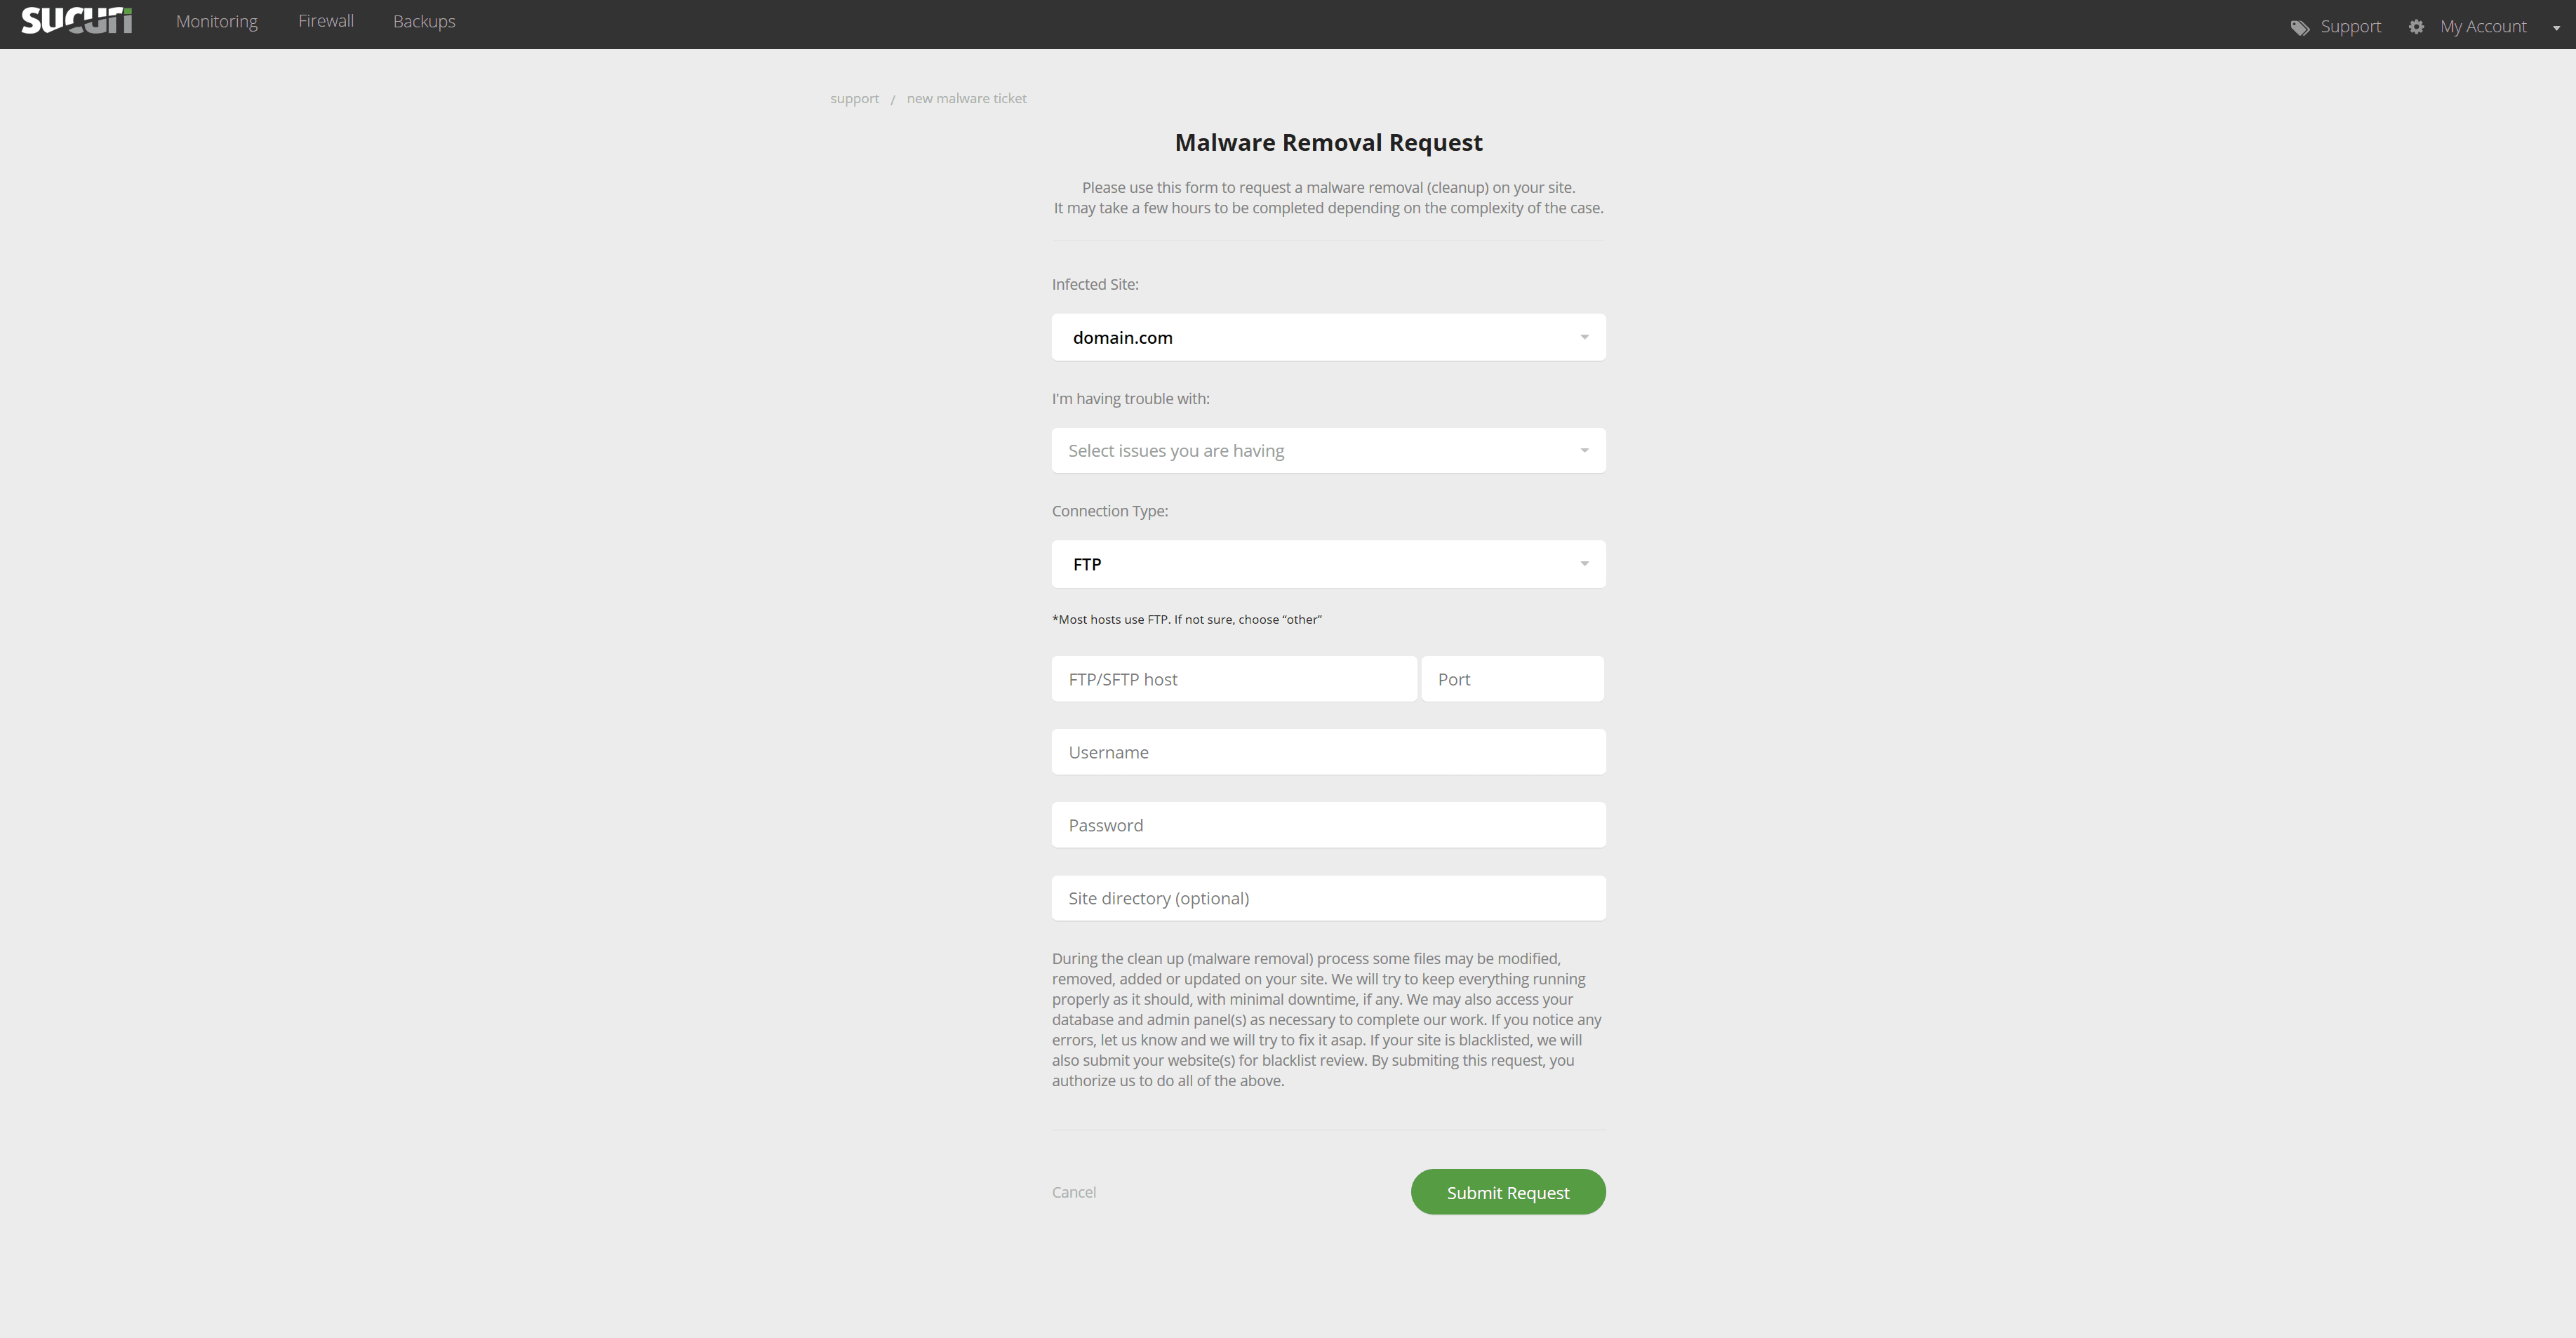 sucuri
Monitoring
Firewall
Backups
Support
My Account
support / new malware ticket
Malware Removal Request
Please use this form to request a malware removal (cleanup) on your site.
It may take a few hours to be completed depending on the complexity of the case.
Infected Site:
domain.com
I'm having trouble with:
Select issues you are having
Connection Type:
FTP
*Most hosts use FTP. If not sure, choose “other”
FTP/SFTP host
Port
Username
Password
Site directory (optional)
During the clean up (malware removal) process some files may be modified,
removed, added or updated on your site. We will try to keep everything running
properly as it should, with minimal downtime, if any. We may also access your
database and admin panel(s) as necessary to complete our work. If you notice any
errors, let us know and we will try to fix it asap. If your site is blacklisted, we will
also submit your website(s) for blacklist review. By submiting this request, you
authorize us to do all of the above.
Cancel
Submit Request